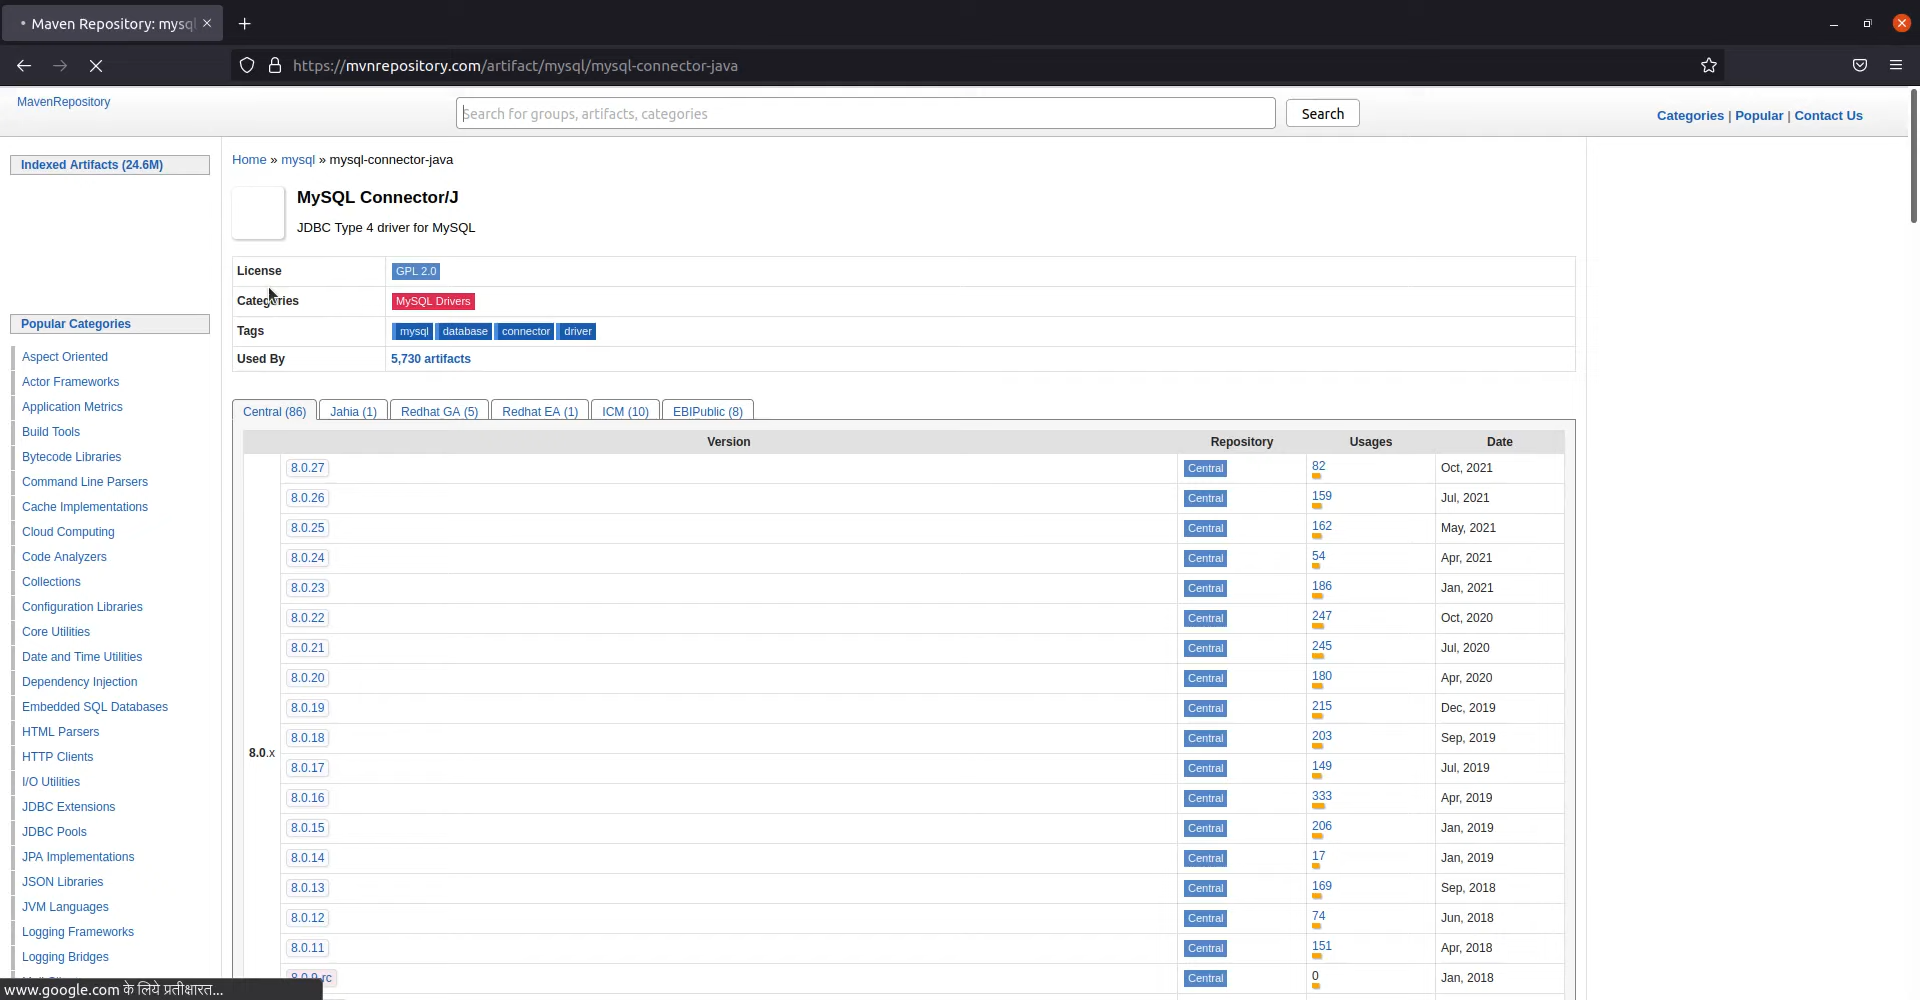 Maven Repository: mysq
https://mvnrepository.com/artifact/mysql/mysql-connector-java
MavenRepository
Search for groups, artifacts, categories
Search
Categories | Popular | Contact Us
Indexed Artifacts (24.6M)
Popular Categories
Aspect Oriented
Actor Frameworks
Application Metrics
Build Tools
Bytecode Libraries
Command Line Parsers
Cache Implementations
Cloud Computing
Code Analyzers
Collections
Configuration Libraries
Core Utilities
Date and Time Utilities
Dependency Injection
Embedded SQL Databases
HTML Parsers
HTTP Clients
I/O Utilities
JDBC Extensions
JDBC Pools
JPA Implementations
JSON Libraries
JVM Languages
Logging Frameworks
Logging Bridges
Home » mysql » mysql-connector-java
MySQL Connector/J
JDBC Type 4 driver for MySQL
License GPL 2.0
Categories MySQL Drivers
Tags mysql database connector driver
Used By 5,730 artifacts
Central (86) Jahia (1) Redhat GA (5) Redhat EA (1) ICM (10) EBIPublic (8)
Version Repository Usages Date
8.0.x
8.0.27 Central 82 Oct, 2021
8.0.26 Central 159 Jul, 2021
8.0.25 Central 162 May, 2021
8.0.24 Central 54 Apr, 2021
8.0.23 Central 186 Jan, 2021
8.0.22 Central 247 Oct, 2020
8.0.21 Central 245 Jul, 2020
8.0.20 Central 180 Apr, 2020
8.0.19 Central 215 Dec, 2019
8.0.18 Central 203 Sep, 2019
8.0.17 Central 149 Jul, 2019
8.0.16 Central 333 Apr, 2019
8.0.15 Central 206 Jan, 2019
8.0.14 Central 17 Jan, 2019
8.0.13 Central 169 Sep, 2018
8.0.12 Central 74 Jun, 2018
8.0.11 Central 151 Apr, 2018
8.0.9-rc Central 0 Jan, 2018
www.google.com के लिये प्रतीक्षारत...